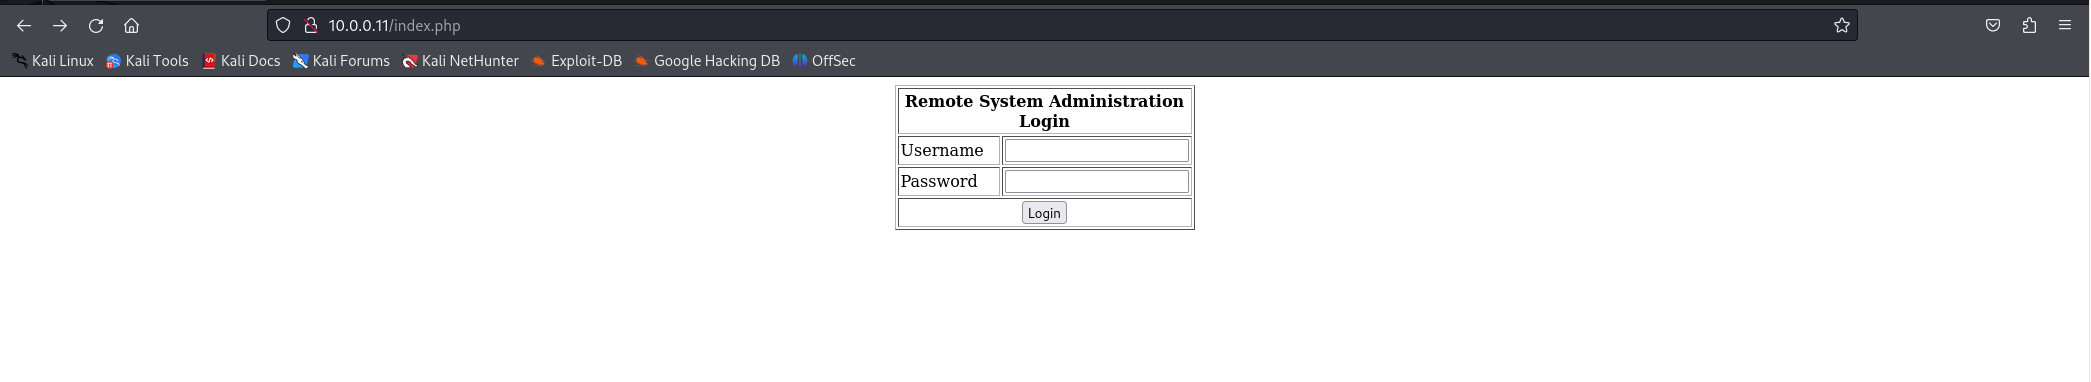 10.0.0.11/index.php
Kali Linux Kali Tools Kali Docs Kali Forums Kali NetHunter Exploit-DB Google Hacking DB OffSec
Remote System Administration
Login
Username
Password
Login